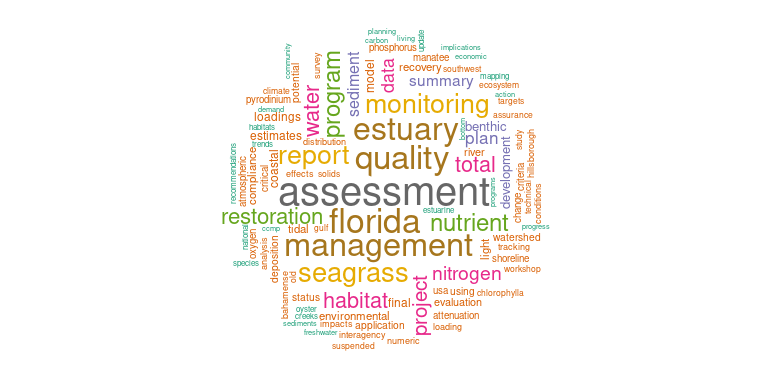 planning
carbon living update
phosphorus implications
community survey manatee economic
program sediment model data recovery southwest
climate potential summary mapping
pyrodinium water monitoring ecosystem
action
demand targets
loadings estuary bottom assurance
habitats benthic
estimates distribution plan study
trends report quality river hillsborough
recommendations atmospheric compliance critical coastal total development criteria
effects solids technical
assessment programs change conditions
restoration florida estuarine nutrient
national oxygen ccmp tidal gulf progress
analysis management light watershed
tracking
species deposition shoreline
seagrass nitrogen workshop
bahamense old
status habitat final project usa using chlorophylla
evaluation
oyster
creeks environmental attenuation
sediments impacts application loading
freshwater interagency numeric
suspended